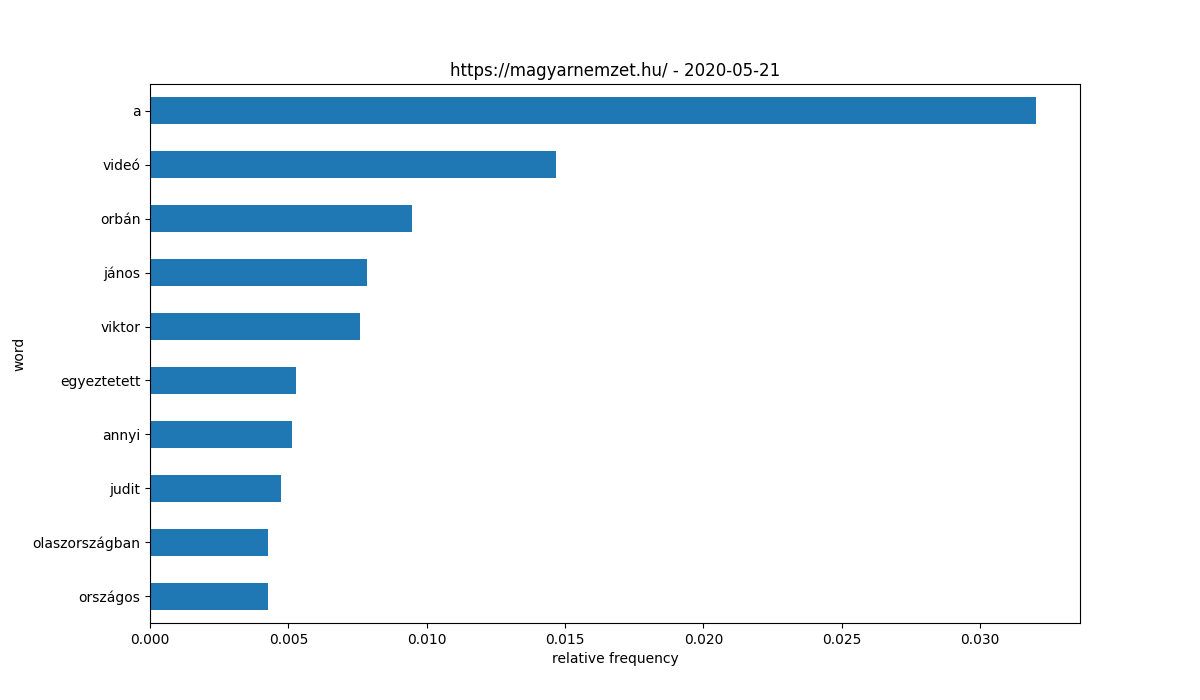 https://magyarnemzet.hu/ - 2020-05-21
a
videó
orbán
jános
viktor
egyeztetett
annyi
judit
olaszországban
országos
word
0.000 0.005 0.010 0.015 0.020 0.025 0.030
relative frequency